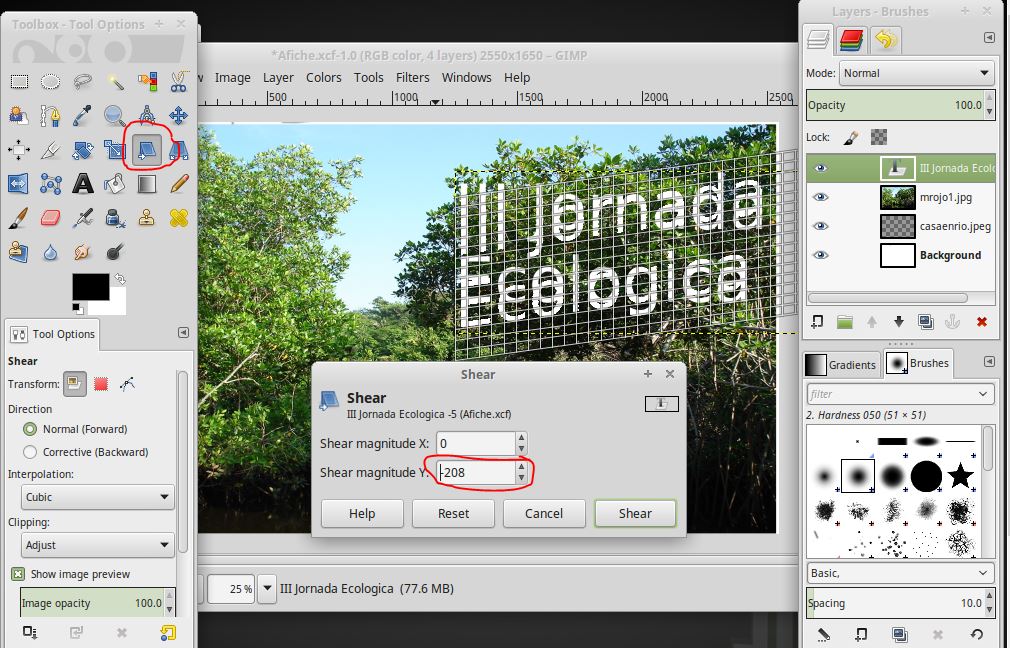 Toolbox - Tool Options
*Afiche.xcf-1.0 (RGB color, 4 layers) 2550x1650 – GIMP
Image Layer Colors Tools Filters Windows Help
500 1000 1500 2000 2500
III Jornada
Ecologica
Tool Options
Shear
Transform:
Direction
Normal (Forward)
Corrective (Backward)
Interpolation:
Cubic
Clipping:
Adjust
Show image preview
Image opacity 100.0
Shear
Shear
III Jornada Ecologica -5 (Afiche.xcf)
Shear magnitude X: 0
Shear magnitude Y: -208
Help Reset Cancel Shear
25 % III Jornada Ecologica (77.6 MB)
Layers - Brushes
Mode: Normal
Opacity 100.0
Lock:
III Jornada Ecolo
mrojo1.jpg
casaenrio.jpeg
Background
Gradients Brushes
filter
2. Hardness 050 (51 × 51)
Basic,
Spacing 10.0